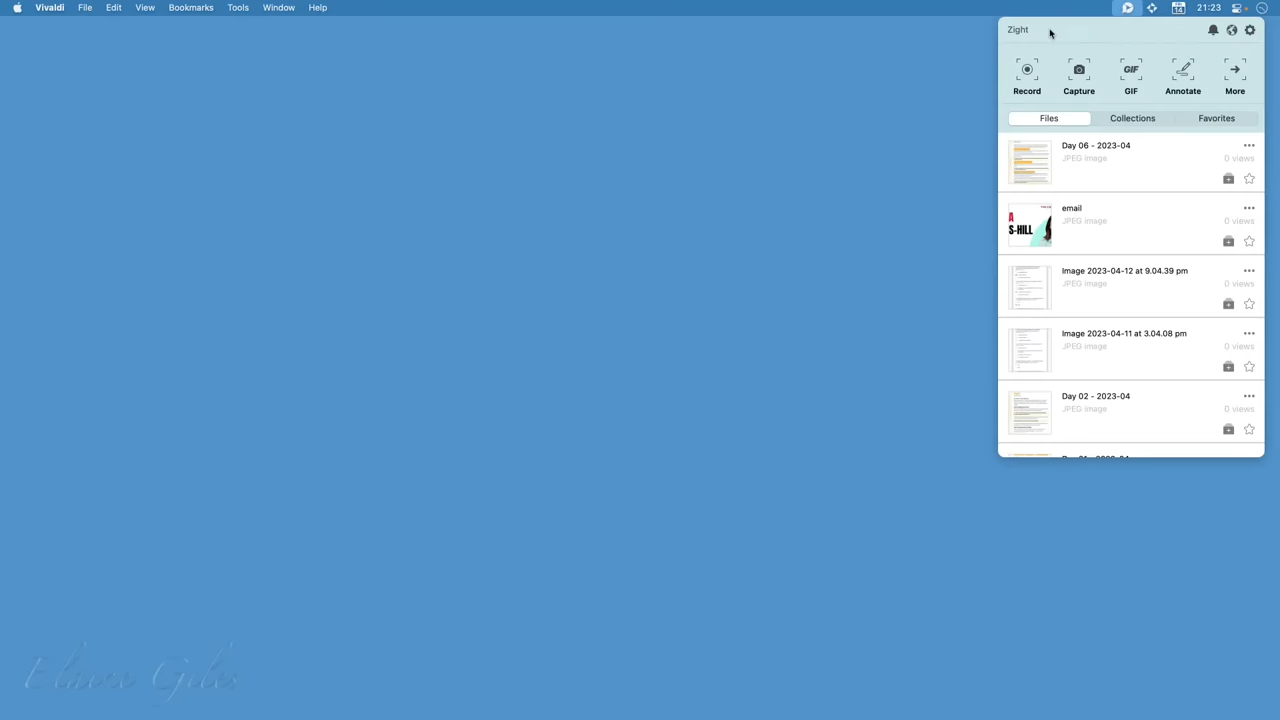 Vivaldi File Edit View Bookmarks Tools Window Help 14 21:23
Zight
Record Capture GIF Annotate More
Files Collections Favorites
Day 06 - 2023-04
JPEG image 0 views
email
JPEG image 0 views
S-HILL
Image 2023-04-12 at 9.04.39 pm
JPEG image 0 views
Image 2023-04-11 at 3.04.08 pm
JPEG image 0 views
Day 02 - 2023-04
JPEG image 0 views
Elaine Giles